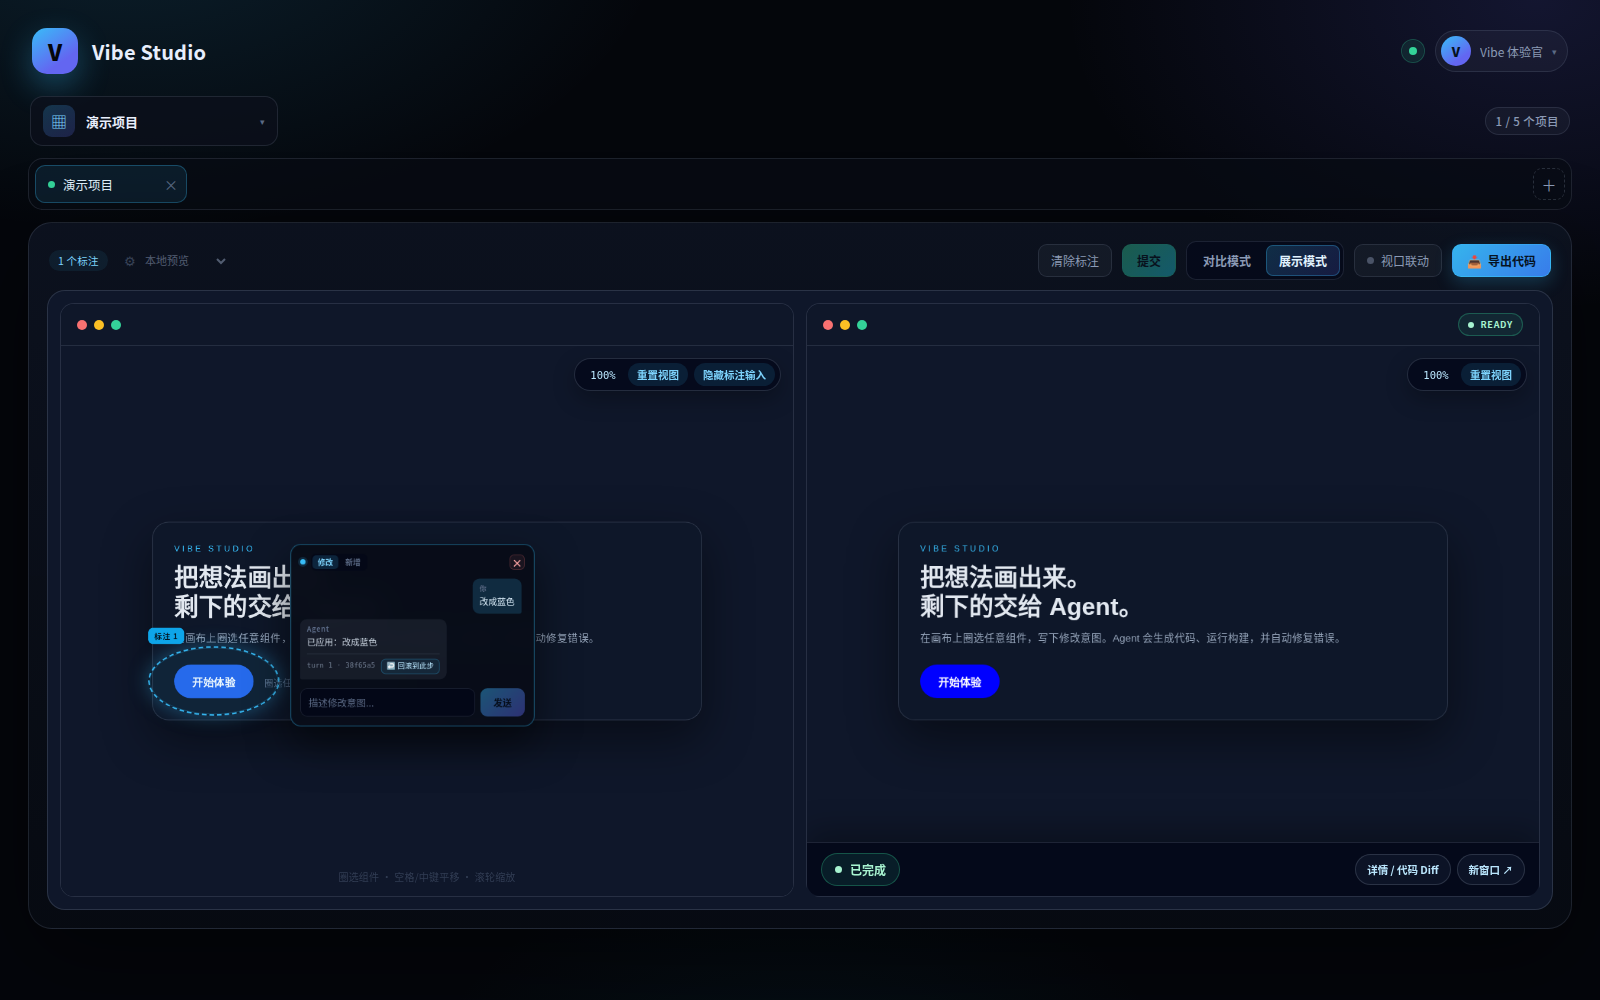 V
Vibe Studio
V
Vibe 体验官
演示项目
1 / 5 个项目
演示项目
1 个标注
本地预览
清除标注
提交
对比模式
展示模式
视口联动
导出代码
100%
重置视图
隐藏标注输入
VIBE STUDIO
把想法画出
剩下的交给
画布上圈选任意组件，
动修复错误。
标注 1
开始体验
圈选任
修改
新增
你
改成蓝色
Agent
已应用：改成蓝色
turn 1 · 38f65a5
回滚到此步
描述修改意图...
发送
圈选组件 • 空格/中键平移 • 滚轮缩放
READY
100%
重置视图
VIBE STUDIO
把想法画出来。
剩下的交给 Agent。
在画布上圈选任意组件，写下修改意图。Agent 会生成代码、运行构建，并自动修复错误。
开始体验
已完成
详情 / 代码 Diff
新窗口 ↗